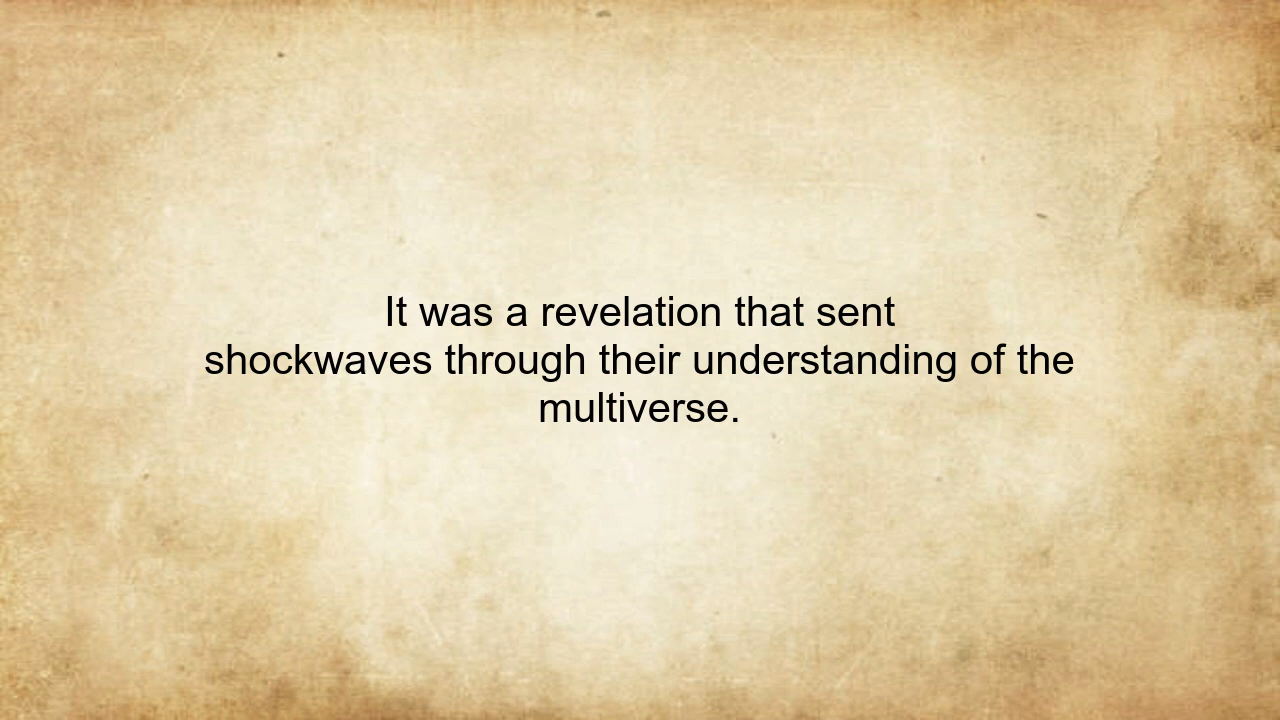 It was a revelation that sent
shockwaves through their understanding of the
multiverse.